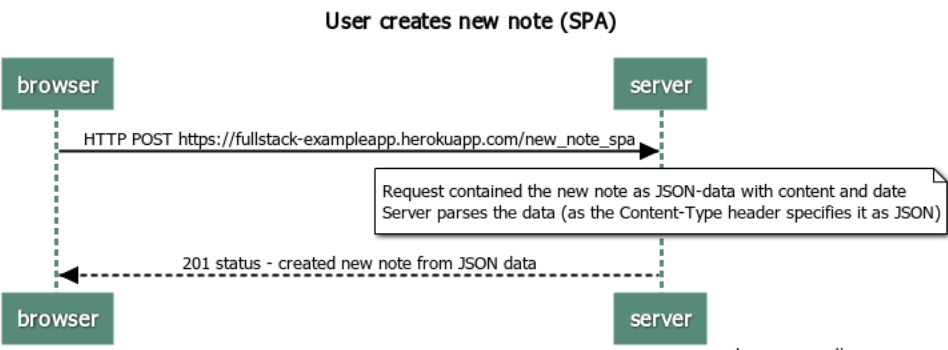 User creates new note (SPA)
browser
server
HTTP POST https://fullstack-exampleapp.herokuapp.com/new_note_spa
Request contained the new note as JSON-data with content and date
Server parses the data (as the Content-Type header specifies it as JSON)
201 status - created new note from JSON data
browser
server